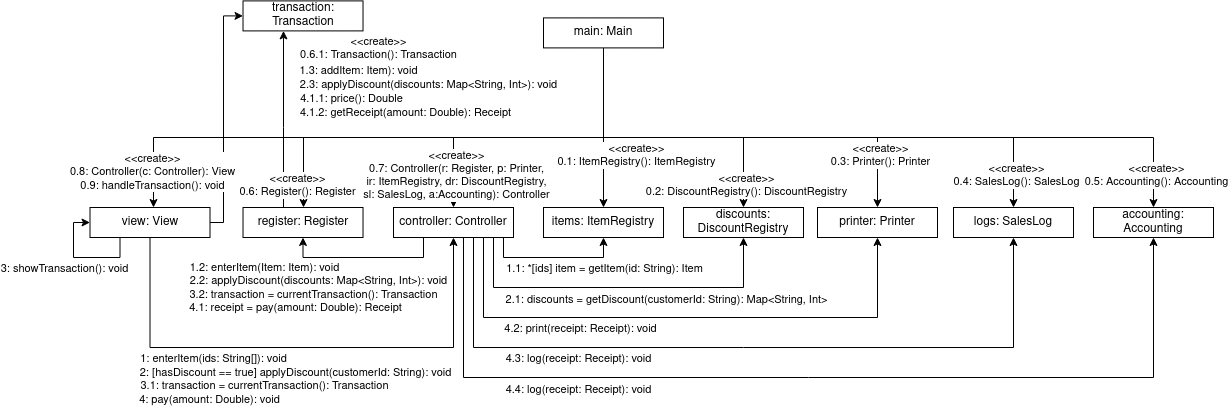 transaction:
Transaction
main: Main
<<create>>
0.6.1: Transaction(): Transaction
1.3: addItem: Item): void
2.3: applyDiscount(discounts: Map<String, Int>): void
4.1.1: price(): Double
4.1.2: getReceipt(amount: Double): Receipt
<<create>>
0.8: Controller(c: Controller): View
0.9: handleTransaction(): void
<<create>>
0.6: Register(): Register
<<create>>
0.7: Controller(r: Register, p: Printer,
ir: ItemRegistry, dr: DiscountRegistry,
sl: SalesLog, a:Accounting): Controller
<<create>>
0.1: ItemRegistry(): ItemRegistry
<<create>>
0.2: DiscountRegistry(): DiscountRegistry
<<create>>
0.3: Printer(): Printer
<<create>>
0.4: SalesLog(): SalesLog
<<create>>
0.5: Accounting(): Accounting
view: View
register: Register
controller: Controller
items: ItemRegistry
discounts:
DiscountRegistry
printer: Printer
logs: SalesLog
accounting:
Accounting
3: showTransaction(): void
1.2: enterItem(Item: Item): void
2.2: applyDiscount(discounts: Map<String, Int>): void
3.2: transaction = currentTransaction(): Transaction
4.1: receipt = pay(amount: Double): Receipt
1.1: *[ids] item = getItem(id: String): Item
2.1: discounts = getDiscount(customerId: String): Map<String, Int>
4.2: print(receipt: Receipt): void
4.3: log(receipt: Receipt): void
4.4: log(receipt: Receipt): void
1: enterItem(ids: String[]): void
2: [hasDiscount == true] applyDiscount(customerId: String): void
3.1: transaction = currentTransaction(): Transaction
4: pay(amount: Double): void